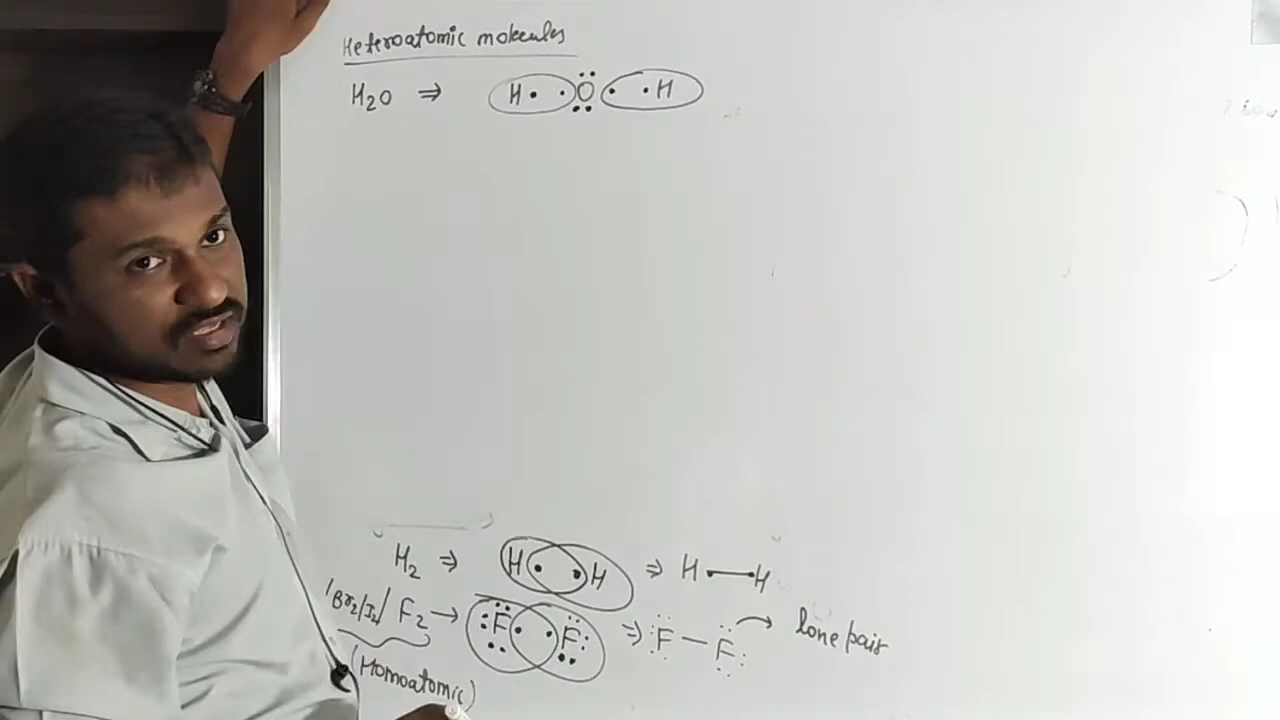 Heteroatomic molecules
H₂O ⇒ H • • Ö • • H
H₂ ⇒ H • • H ⇒ H — H
/Br₂/I₂/ F₂ → F • • F ⇒ F — F → lone pair
(Homoatomic)